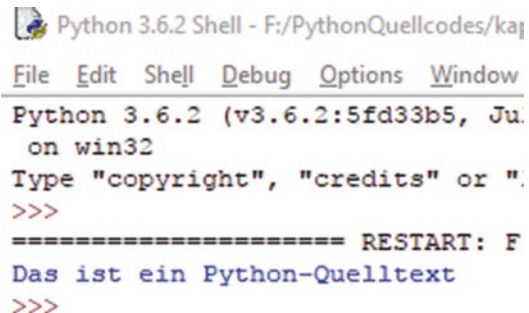 Python 3.6.2 Shell - F:/PythonQuellcodes/kap
File Edit Shell Debug Options Window
Python 3.6.2 (v3.6.2:5fd33b5, Jul
on win32
Type "copyright", "credits" or "
>>>
===================== RESTART: F
Das ist ein Python-Quelltext
>>>